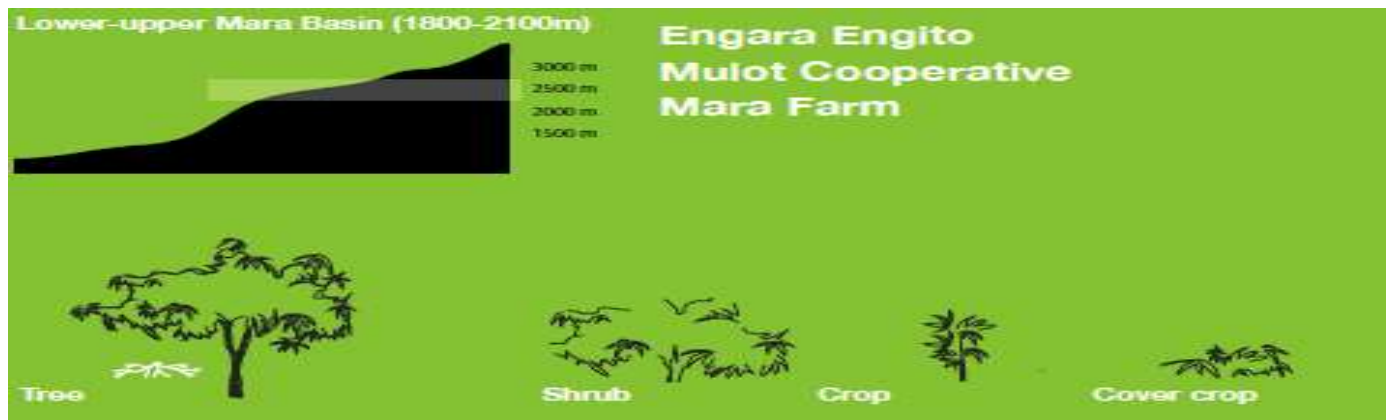 Lower-upper Mara Basin (1800-2100m)
Engara Engito
Mulot Cooperative
Mara Farm
3000 m
2500 m
2000 m
1500 m
Tree
Shrub
Crop
Cover crop